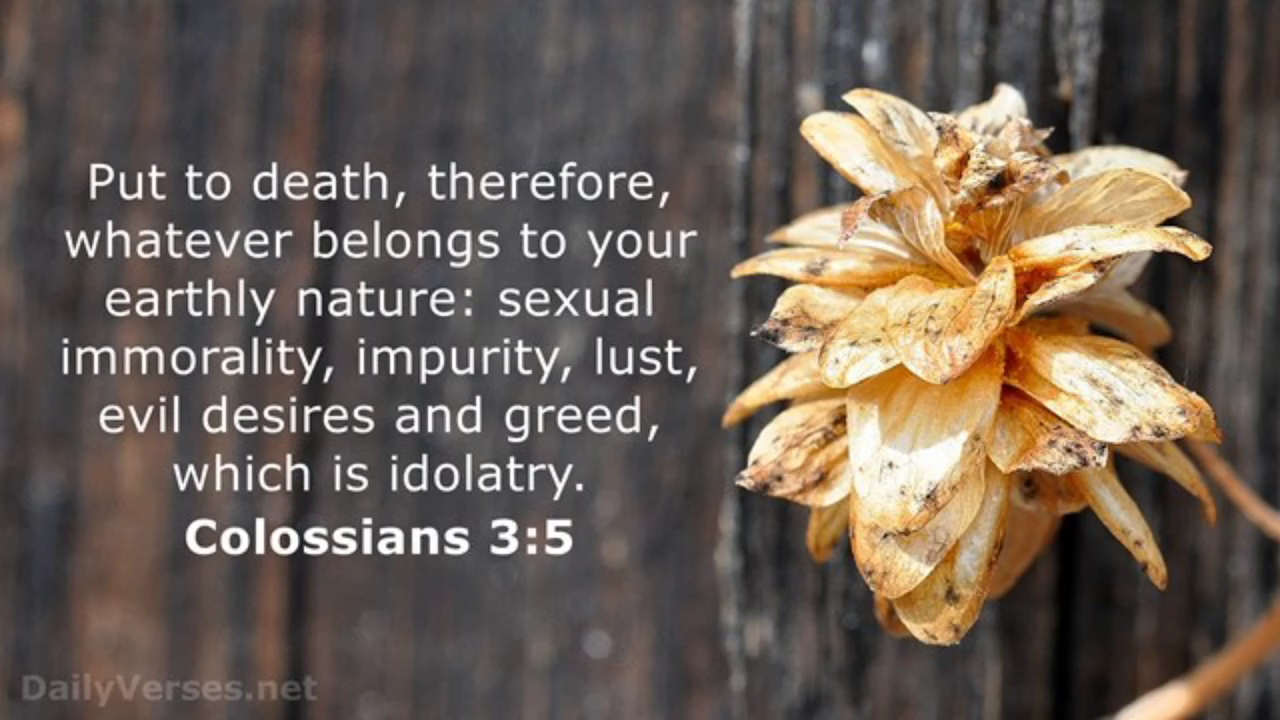 Put to death, therefore,
whatever belongs to your
earthly nature: sexual
immorality, impurity, lust,
evil desires and greed,
which is idolatry.
Colossians 3:5
DailyVerses.net